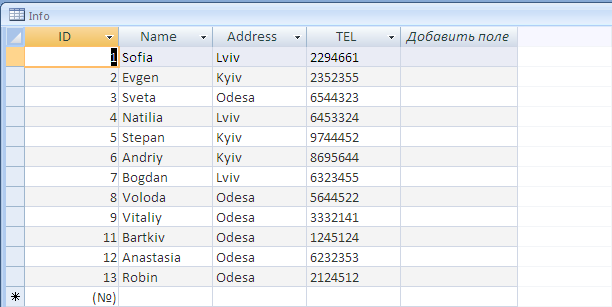 Info
ID Name Address TEL Добавить поле
1 Sofia Lviv 2294661
2 Evgen Kyiv 2352355
3 Sveta Odesa 6544323
4 Natilia Lviv 6453324
5 Stepan Kyiv 9744452
6 Andriy Kyiv 8695644
7 Bogdan Lviv 6323455
8 Voloda Odesa 5644522
9 Vitaliy Odesa 3332141
11 Bartkiv Odesa 1245124
12 Anastasia Odesa 6232353
13 Robin Odesa 2124512
(№)